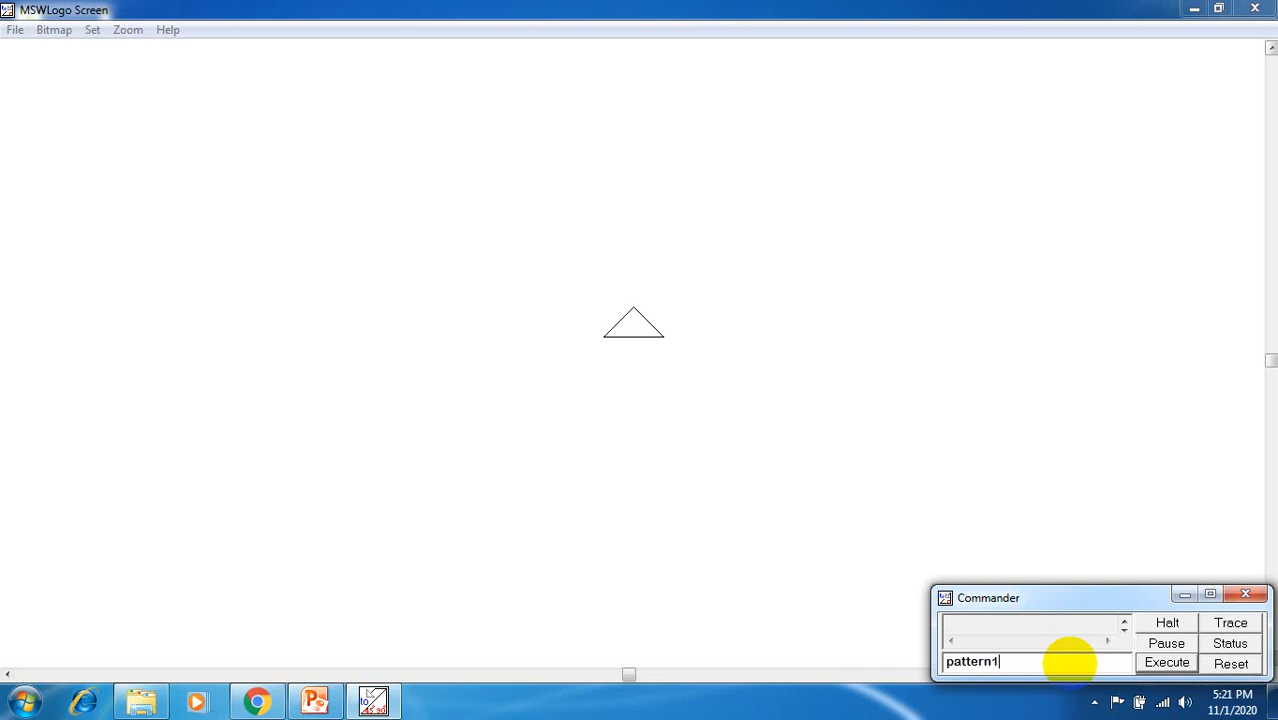 MSWLogo Screen
File Bitmap Set Zoom Help
Commander
Halt Trace
Pause Status
pattern1 Execute Reset
5:21 PM
11/1/2020